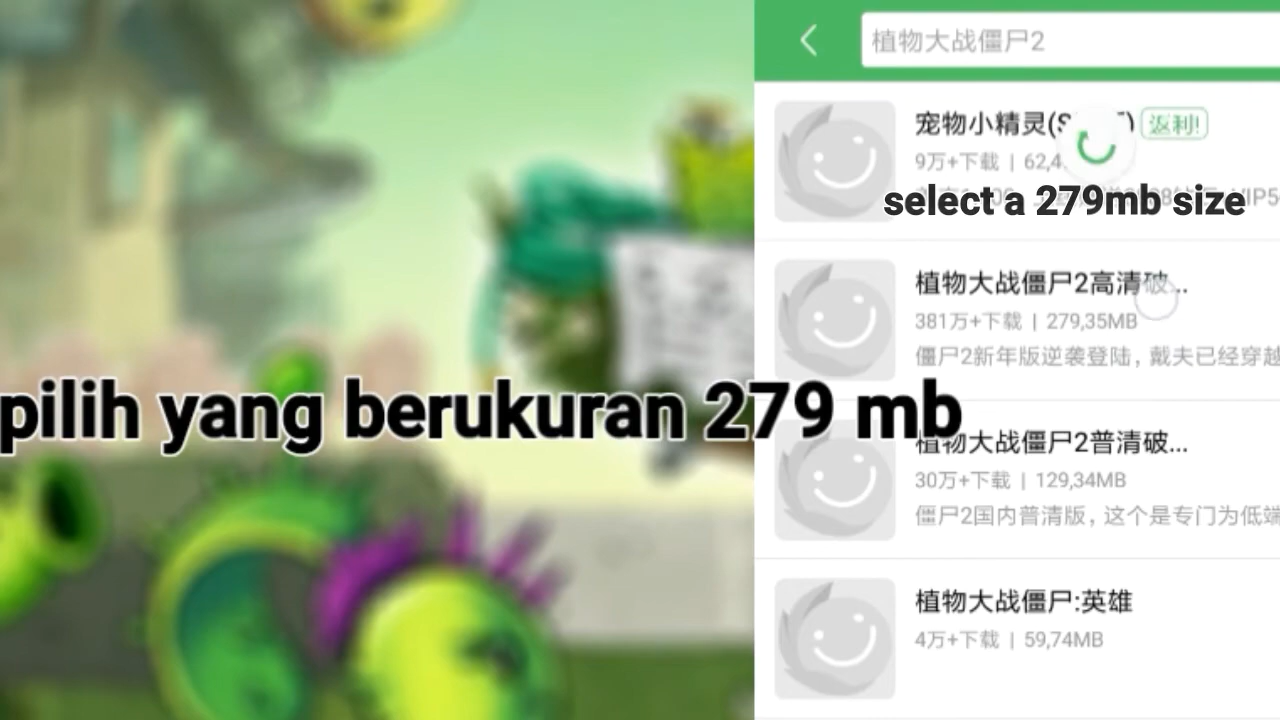 植物大战僵尸2
宠物小精灵(S
返利!
9万+下载 | 62,4
select a 279mb size
植物大战僵尸2高清破...
381万+下载 | 279,35MB
僵尸2新年版逆袭登陆, 戴夫已经穿越
pilih yang berukuran 279 mb
植物大战僵尸2普清破...
30万+下载 | 129,34MB
僵尸2国内普清版, 这个是专门为低端
植物大战僵尸:英雄
4万+下载 | 59,74MB